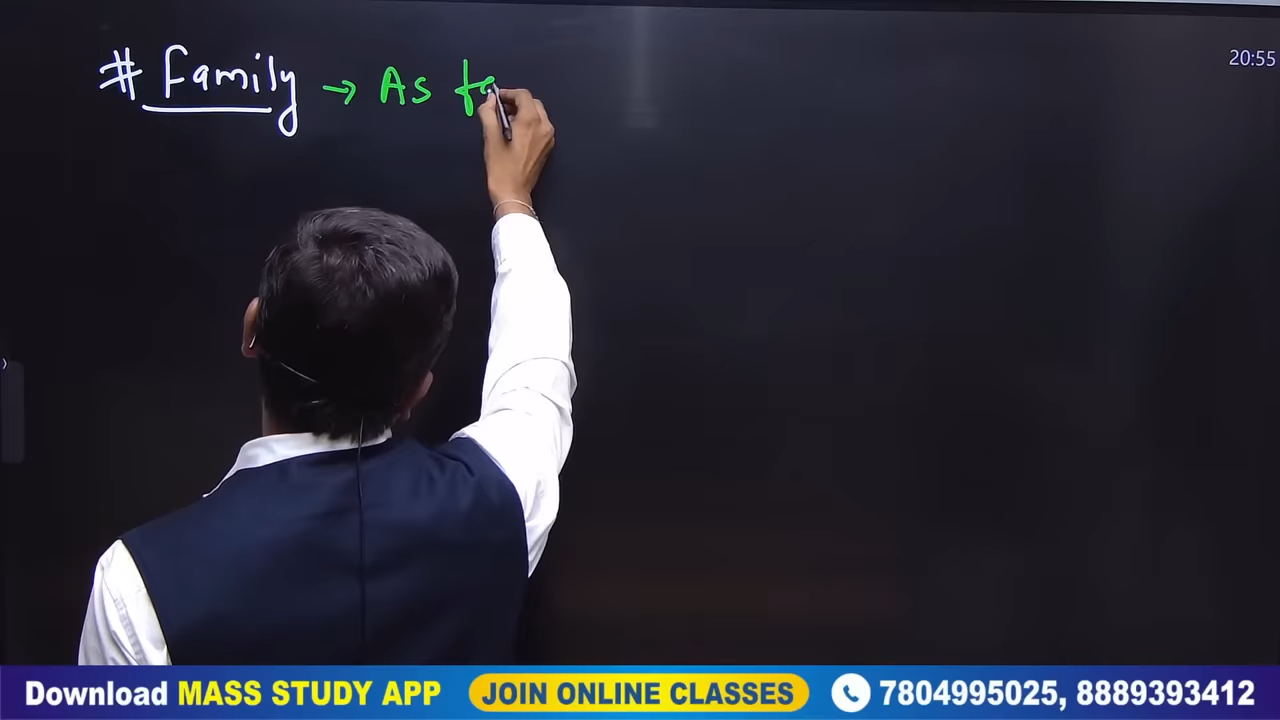 # Family → As
20:55
Download MASS STUDY APP JOIN ONLINE CLASSES 7804995025, 8889393412